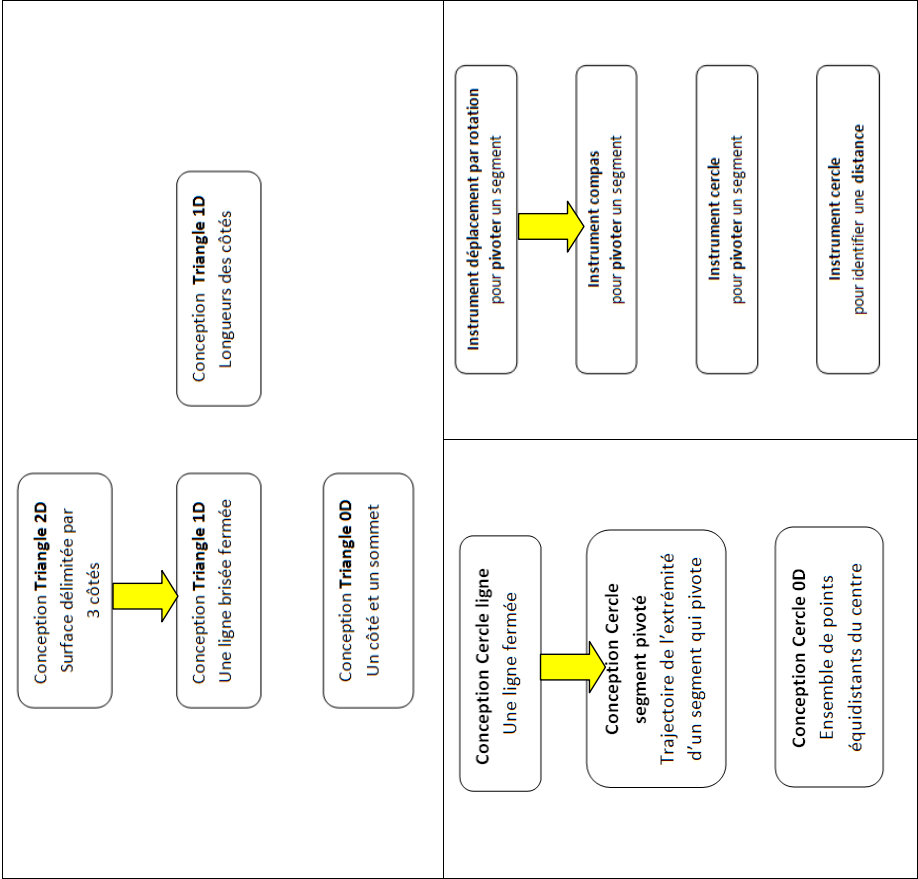 Conception Triangle 2D
Surface délimitée par
3 côtés
Conception Triangle 1D
Une ligne brisée fermée
Conception Triangle 0D
Un côté et un sommet
Conception Triangle 1D
Longueurs des côtés
Conception Cercle ligne
Une ligne fermée
Conception Cercle
segment pivoté
Trajectoire de l'extrémité
d'un segment qui pivote
Conception Cercle 0D
Ensemble de points
équidistants du centre
Instrument déplacement par rotation
pour pivoter un segment
Instrument compas
pour pivoter un segment
Instrument cercle
pour pivoter un segment
Instrument cercle
pour identifier une distance